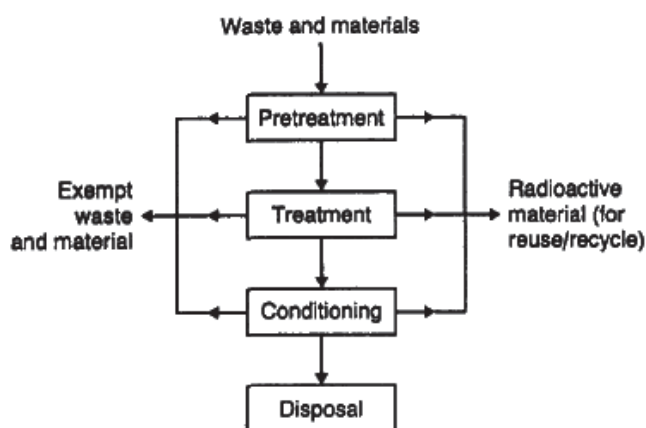 Waste and materials
Pretreatment
Exempt
waste
and material
Treatment
Radioactive
material (for
reuse/recycle)
Conditioning
Disposal